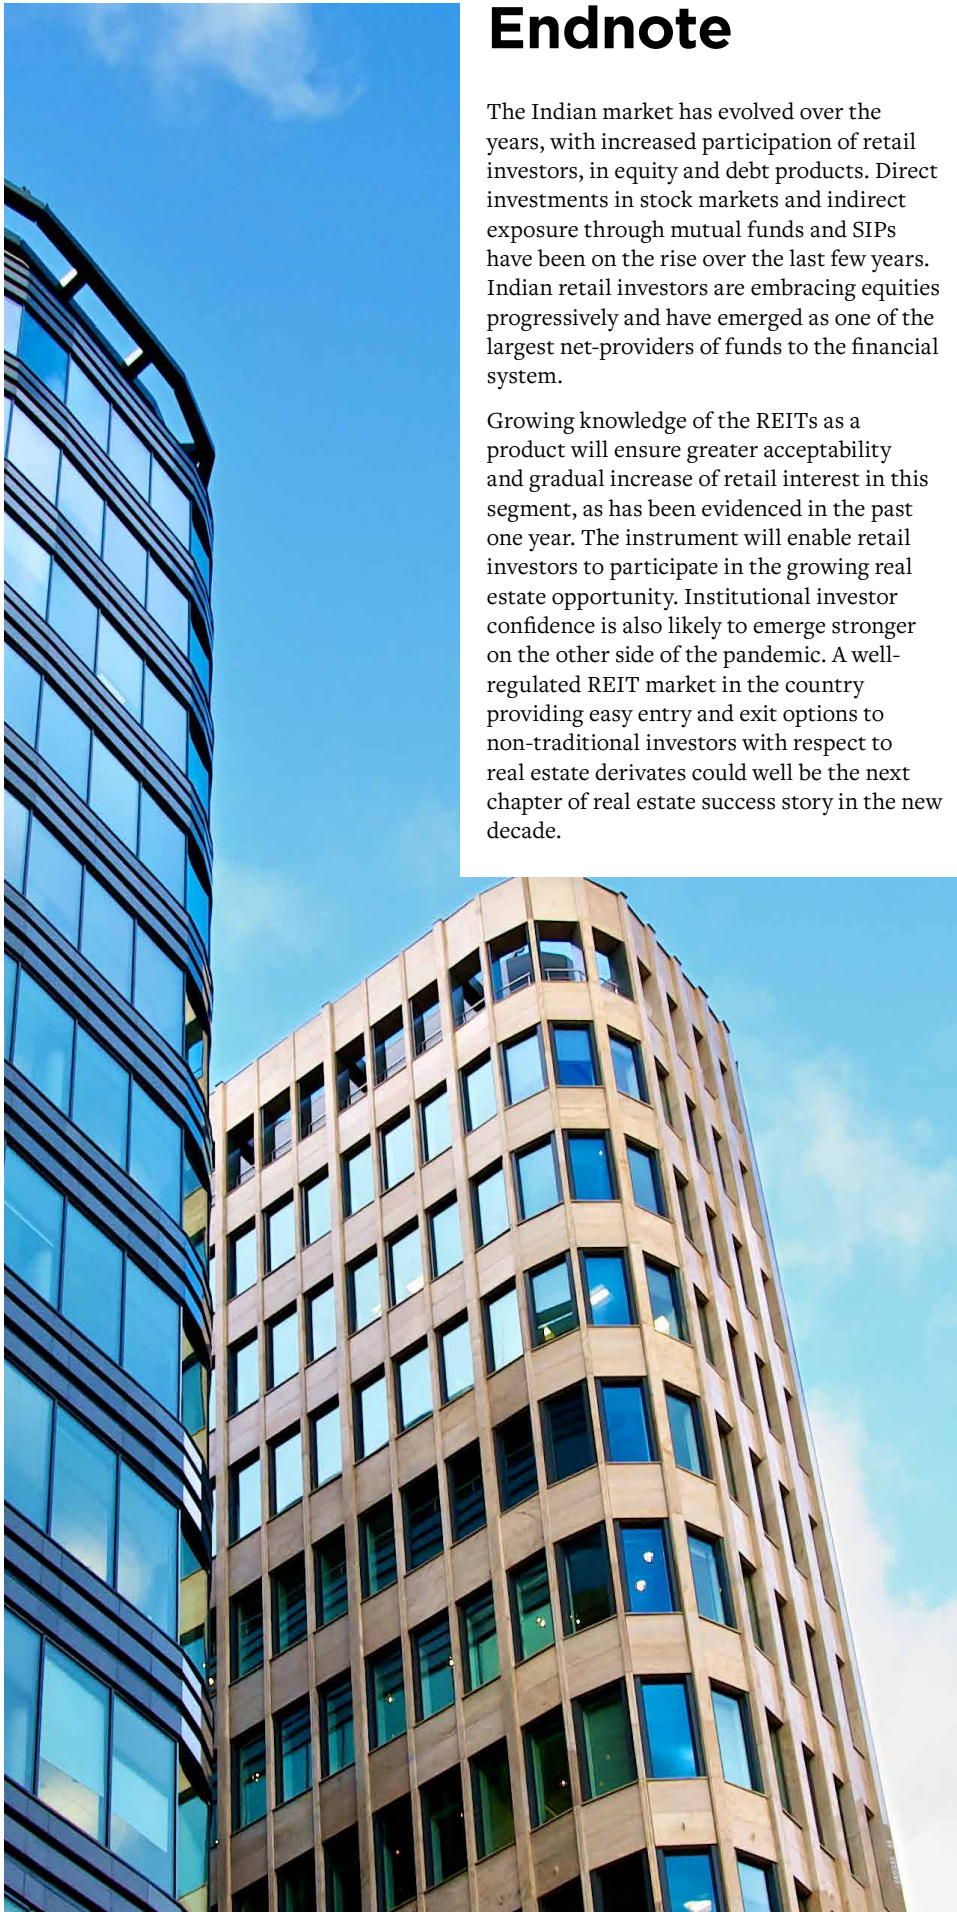 Endnote
The Indian market has evolved over the
years, with increased participation of retail
investors, in equity and debt products. Direct
investments in stock markets and indirect
exposure through mutual funds and SIPs
have been on the rise over the last few years.
Indian retail investors are embracing equities
progressively and have emerged as one of the
largest net-providers of funds to the financial
system.
Growing knowledge of the REITs as a
product will ensure greater acceptability
and gradual increase of retail interest in this
segment, as has been evidenced in the past
one year. The instrument will enable retail
investors to participate in the growing real
estate opportunity. Institutional investor
confidence is also likely to emerge stronger
on the other side of the pandemic. A well-
regulated REIT market in the country
providing easy entry and exit options to
non-traditional investors with respect to
real estate derivates could well be the next
chapter of real estate success story in the new
decade.